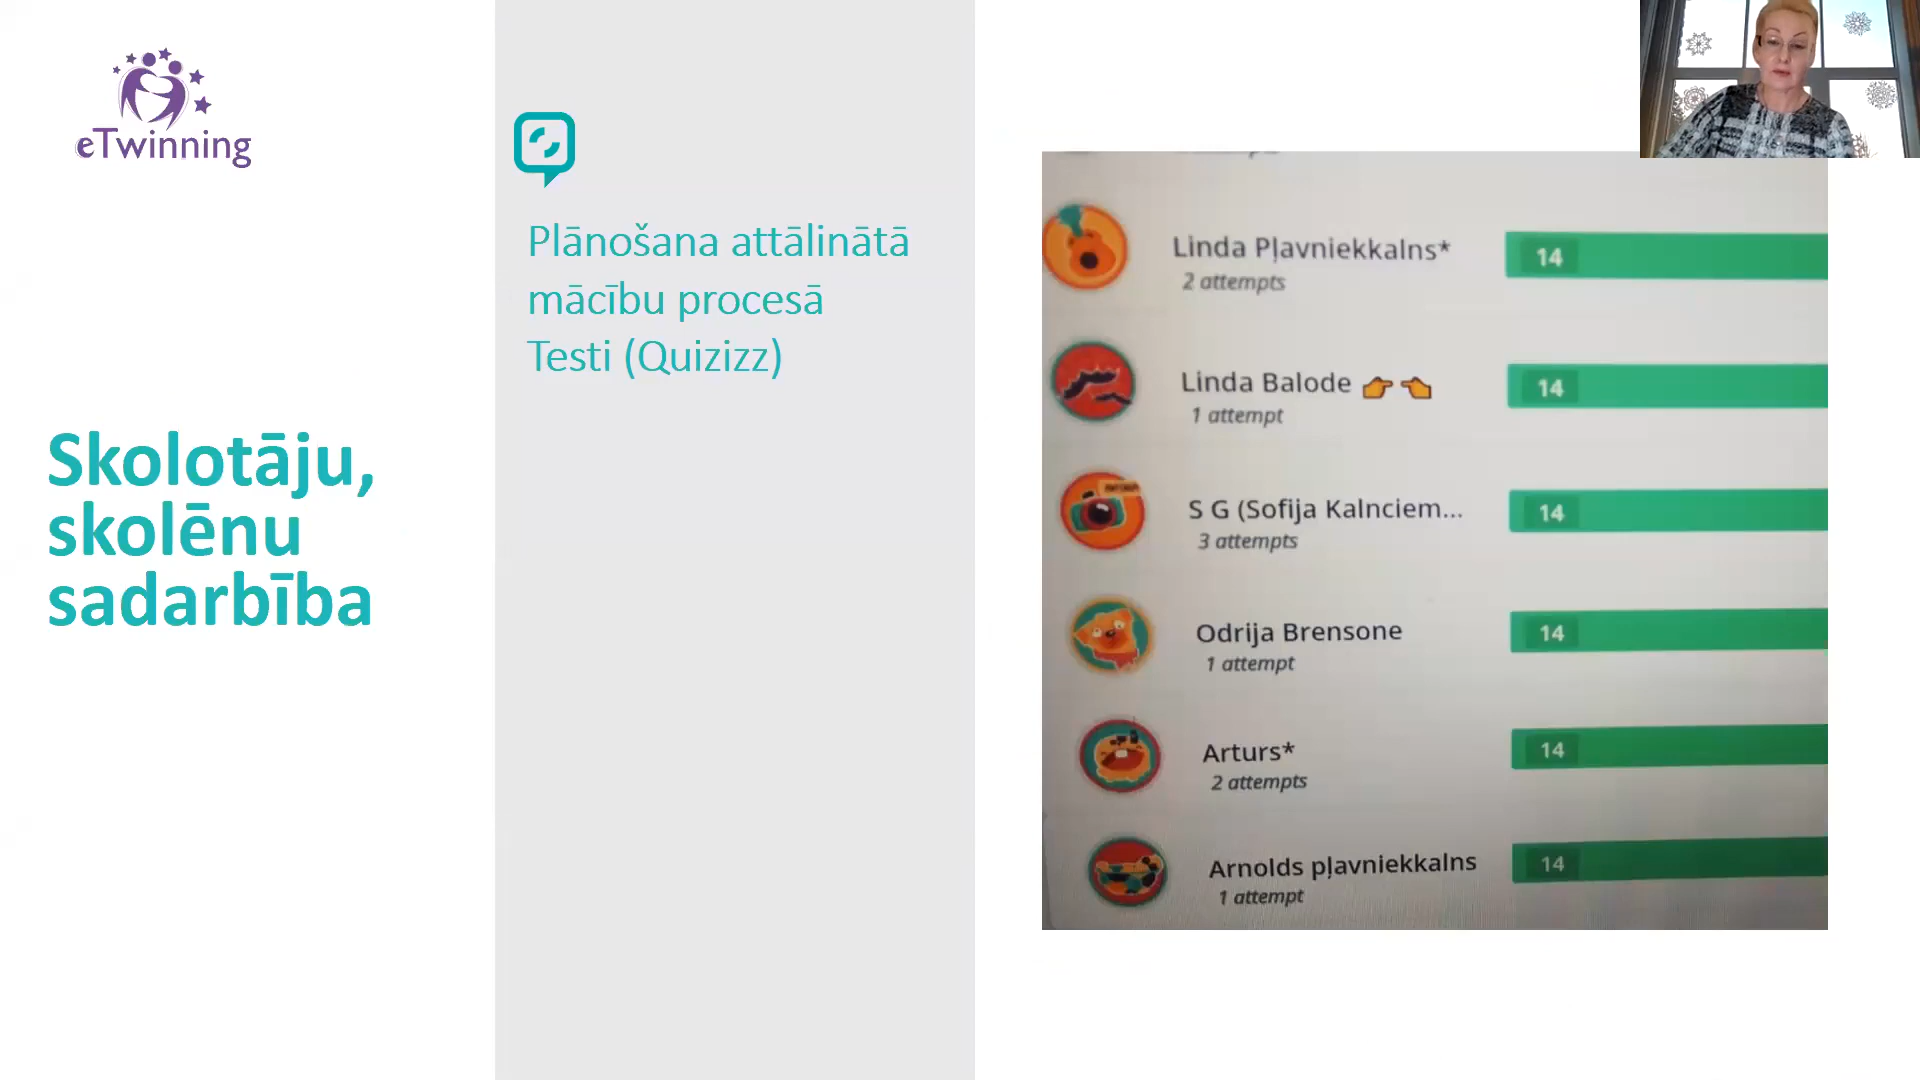 eTwinning
Skolotāju,
skolēnu
sadarbība
Plānošana attālinātā
mācību procesā
Testi (Quizizz)
Linda Pļavniekkalns* 14
2 attempts
Linda Balode 👉 👈 14
1 attempt
S G (Sofija Kalnciem... 14
3 attempts
Odrija Brensone 14
1 attempt
Arturs* 14
2 attempts
Arnolds pļavniekkalns 14
1 attempt